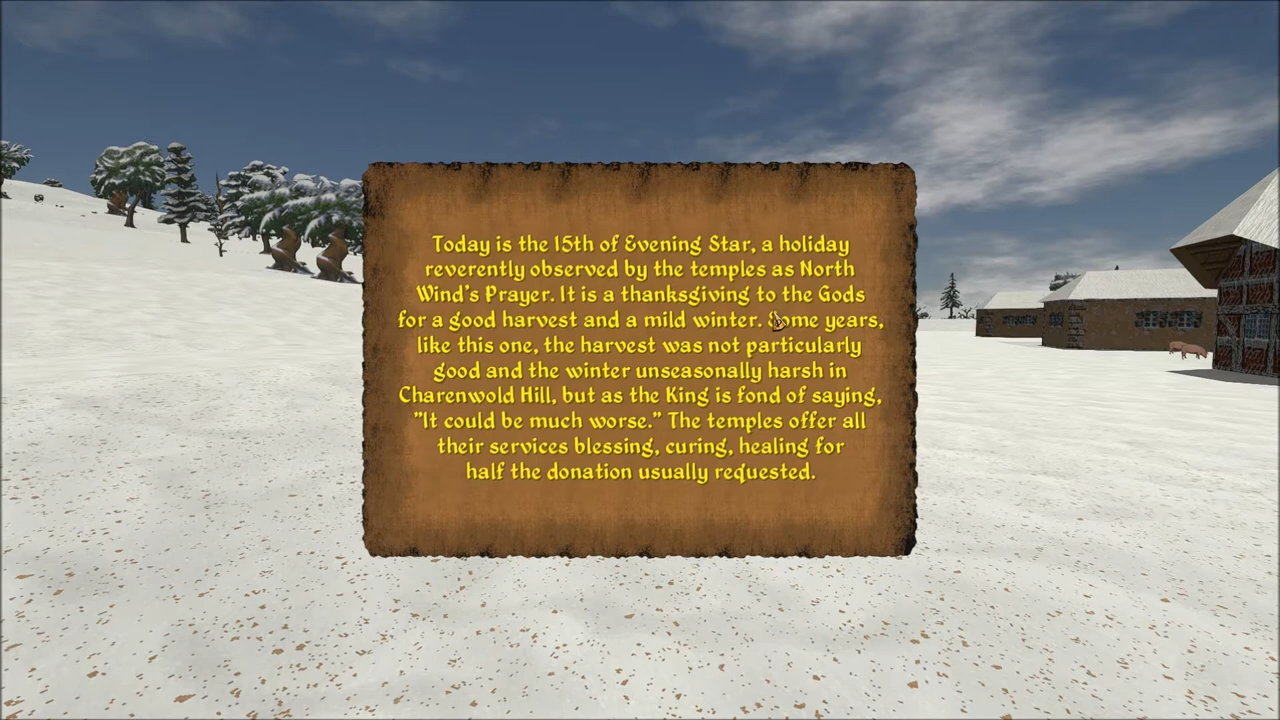 Today is the 15th of Evening Star, a holiday
reverently observed by the temples as North
Wind's Prayer. It is a thanksgiving to the Gods
for a good harvest and a mild winter. Some years,
like this one, the harvest was not particularly
good and the winter unseasonally harsh in
Charenwold Hill, but as the King is fond of saying,
"It could be much worse." The temples offer all
their services blessing, curing, healing for
half the donation usually requested.